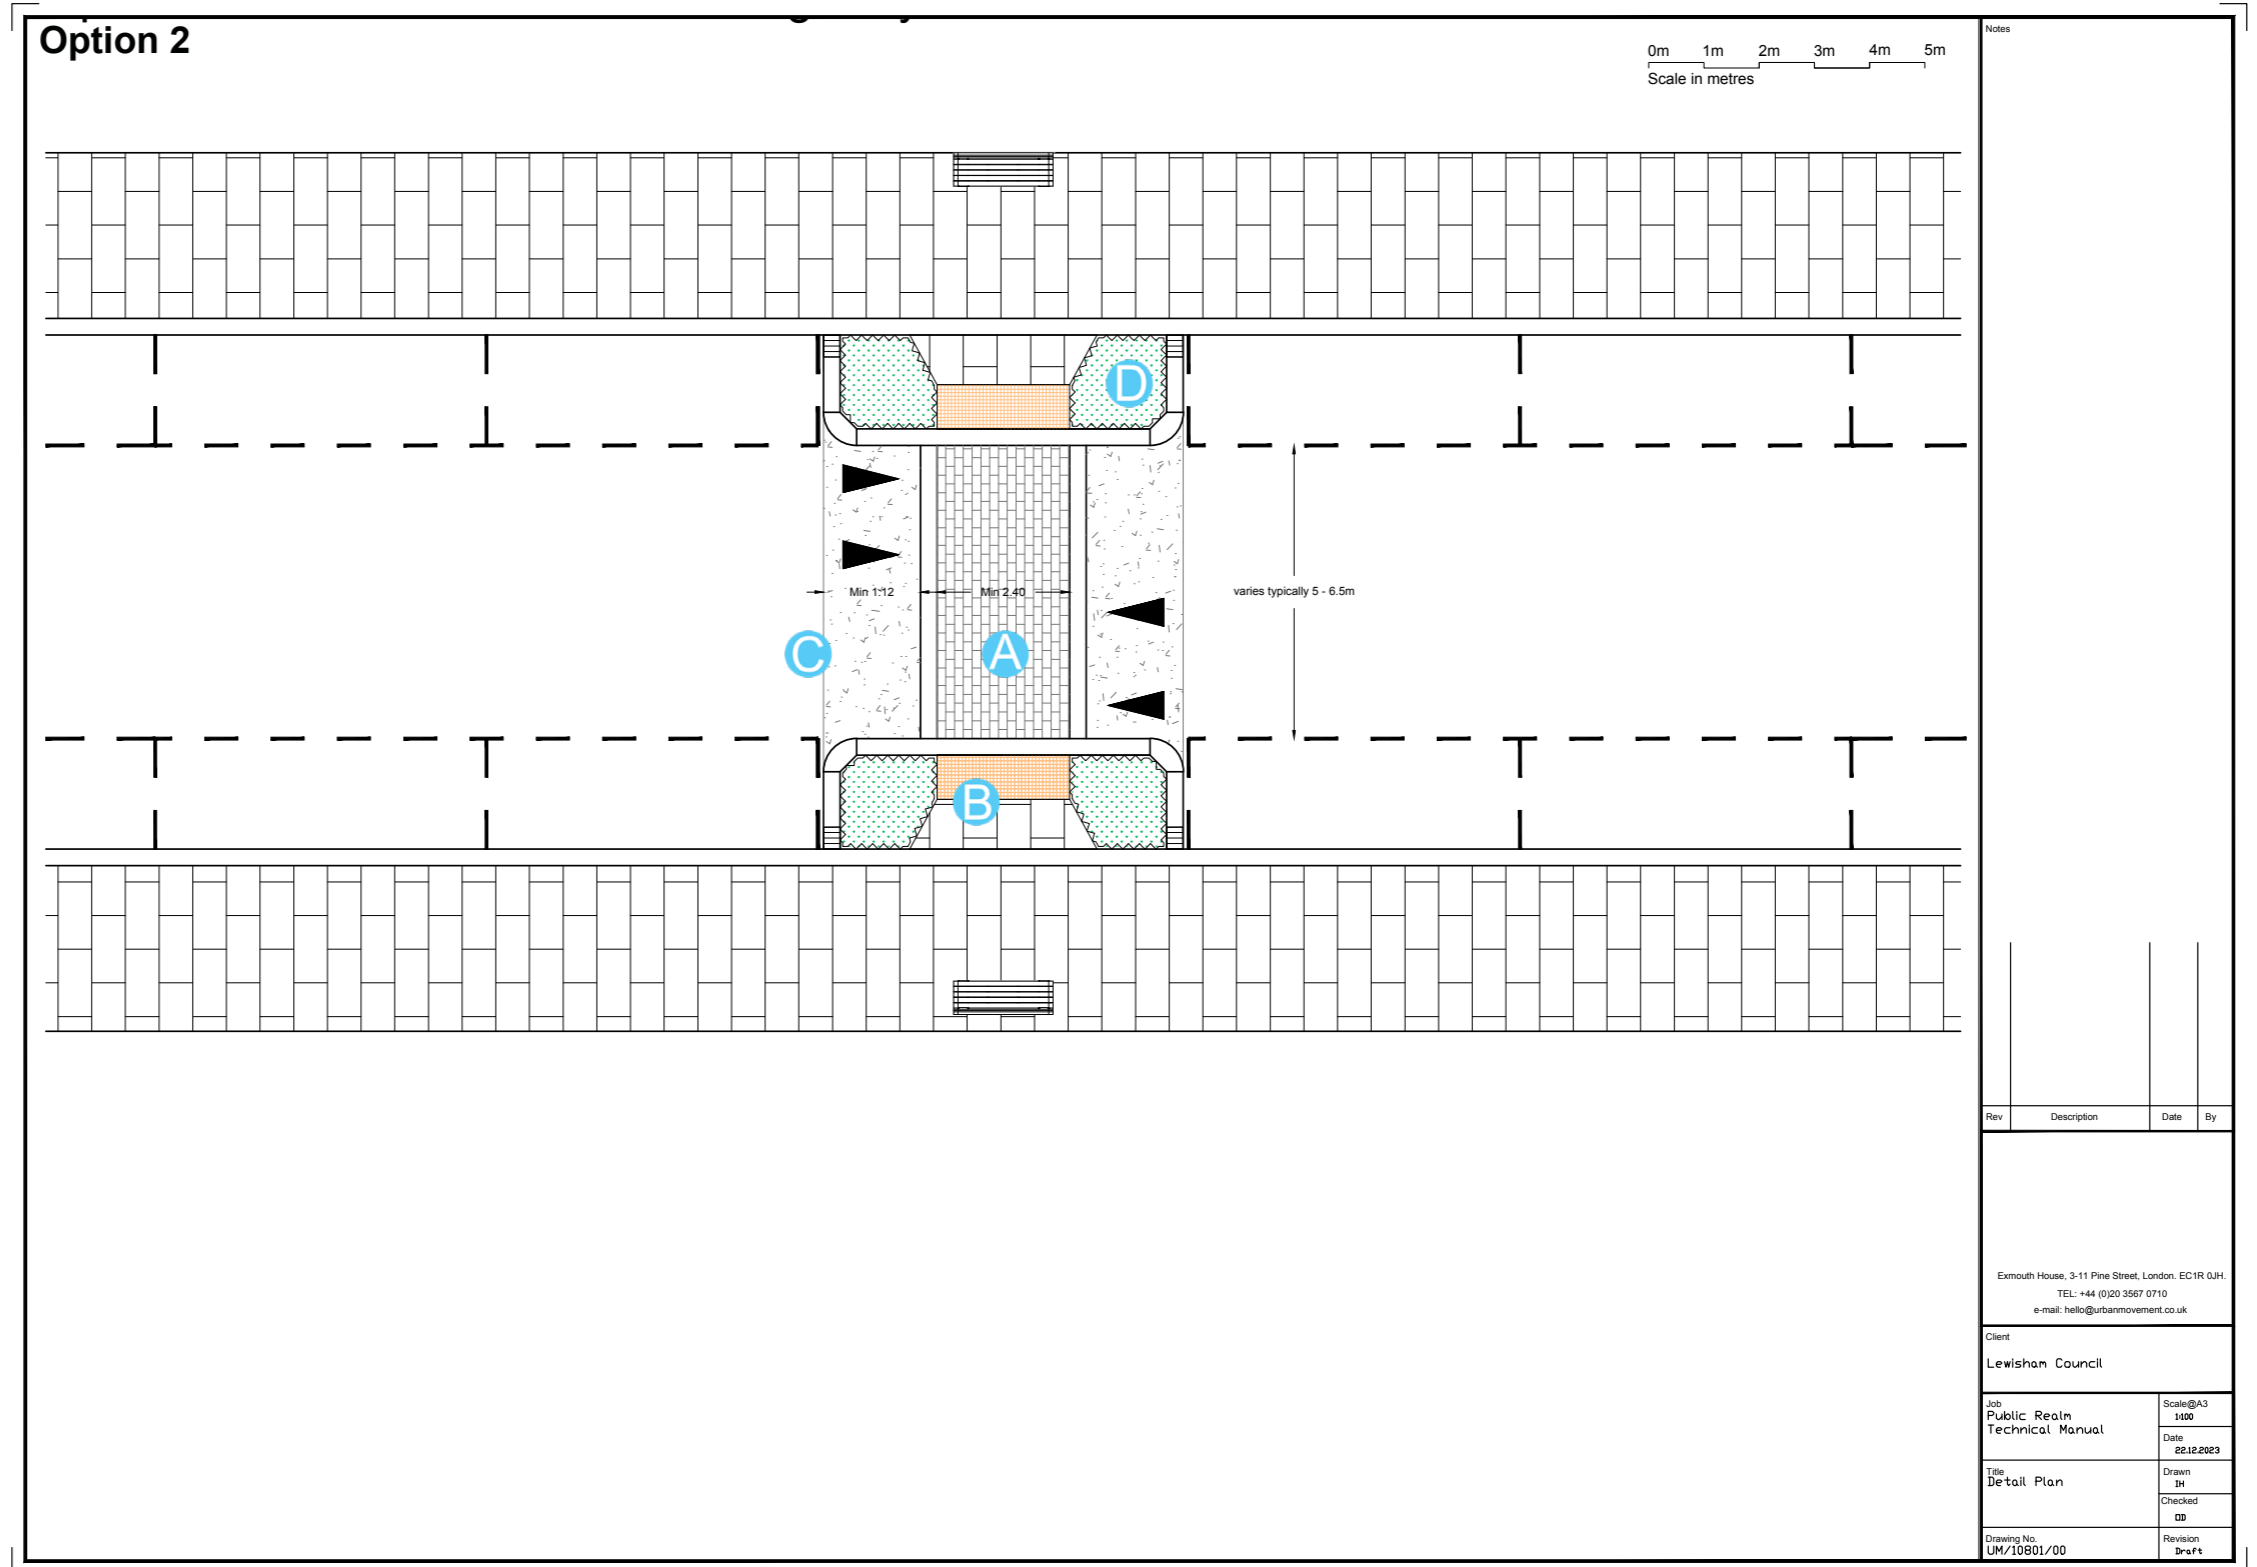 Option 2
0m 1m 2m 3m 4m 5m
Scale in metres
D
Min 1:12
Min 2.40
varies typically 5 - 6.5m
C
A
B
Notes
Rev Description Date By
Exmouth House, 3-11 Pine Street, London. EC1R 0JH.
TEL: +44 (0)20 3567 0710
e-mail: hello@urbanmovement.co.uk
Client
Lewisham Council
Job
Public Realm
Technical Manual
Scale@A3
1:100
Date
22.12.2023
Title
Detail Plan
Drawn
IH
Checked
OD
Drawing No.
UM/10801/00
Revision
Draft